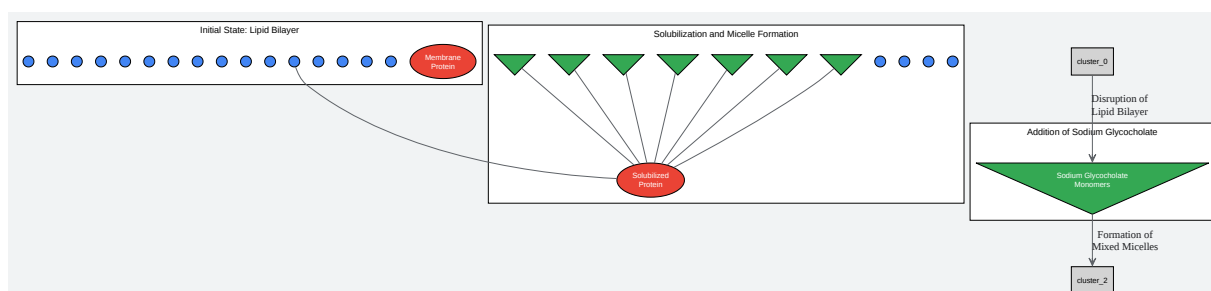 Initial State: Lipid Bilayer
Membrane
Protein
Solubilization and Micelle Formation
Solubilized
Protein
cluster_0
Disruption of
Lipid Bilayer
Addition of Sodium Glycocholate
Sodium Glycocholate
Monomers
Formation of
Mixed Micelles
cluster_2